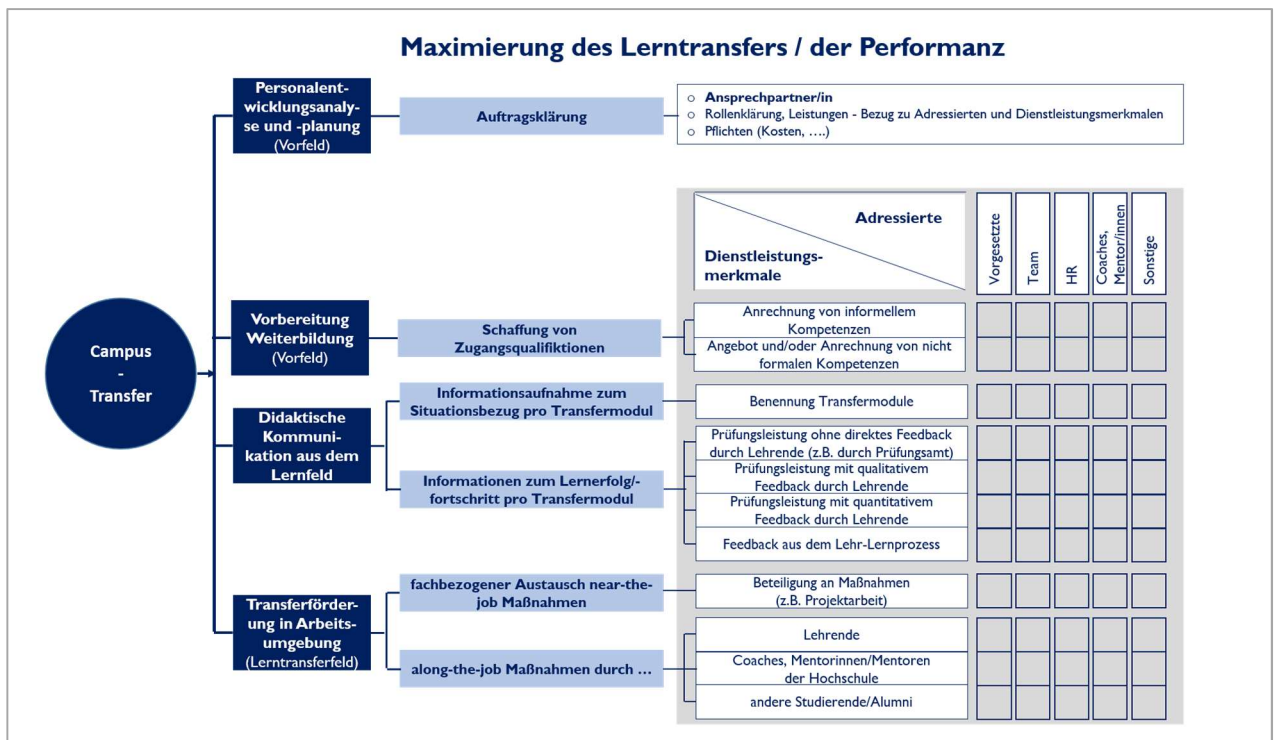 Maximierung des Lerntransfers / der Performanz
Personalent-
wicklungsanaly-
se und -planung
(Vorfeld)
Auftragsklärung
o Ansprechpartner/in
o Rollenklärung, Leistungen - Bezug zu Adressierten und Dienstleistungsmerkmalen
o Pflichten (Kosten, ….)
Adressierte
Dienstleistungs-
merkmale
Vorgesetzte
Team
HR
Coaches,
Mentor/innen
Sonstige
Campus
-
Transfer
Vorbereitung
Weiterbildung
(Vorfeld)
Schaffung von
Zugangsqualifiktionen
Anrechnung von informellem
Kompetenzen
Angebot und/oder Anrechnung von nicht
formalen Kompetenzen
Didaktische
Kommuni-
kation aus dem
Lernfeld
Informationsaufnahme zum
Situationsbezug pro Transfermodul
Benennung Transfermodule
Informationen zum Lernerfolg/-
fortschritt pro Transfermodul
Prüfungsleistung ohne direktes Feedback
durch Lehrende (z.B. durch Prüfungsamt)
Prüfungsleistung mit qualitativem
Feedback durch Lehrende
Prüfungsleistung mit quantitativem
Feedback durch Lehrende
Feedback aus dem Lehr-Lernprozess
Transferförder-
ung in Arbeits-
umgebung
(Lerntransferfeld)
fachbezogener Austausch near-the-
job Maßnahmen
Beteiligung an Maßnahmen
(z.B. Projektarbeit)
along-the-job Maßnahmen durch …
Lehrende
Coaches, Mentorinnen/Mentoren
der Hochschule
andere Studierende/Alumni